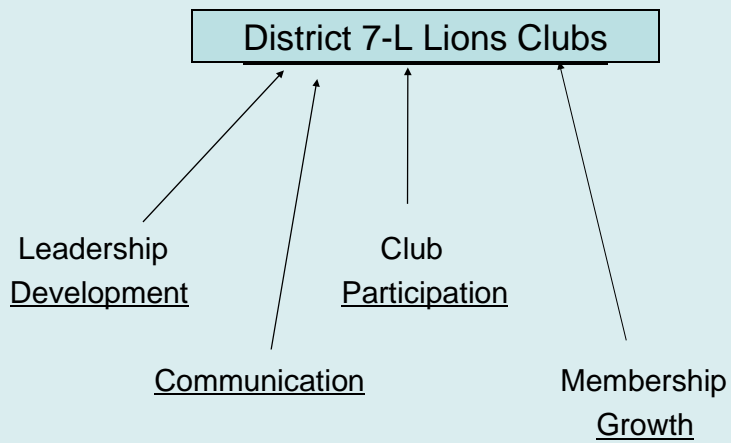 District 7-L Lions Clubs
Leadership
Development
Club
Participation
Communication
Membership
Growth